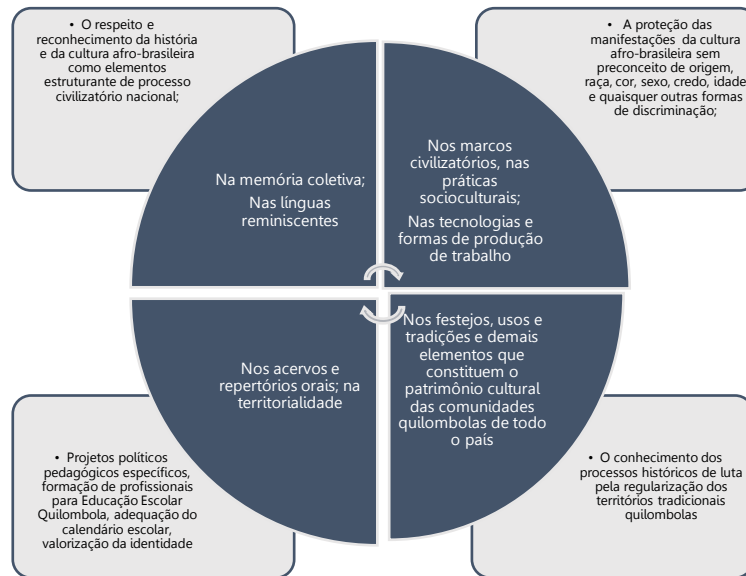 • O respeito e
reconhecimento da história
e da cultura afro-brasileira
como elementos
estruturante de processo
civilizatório nacional;
• A proteção das
manifestações da cultura
afro-brasileira sem
preconceito de origem,
raça, cor, sexo, credo, idade
e quaisquer outras formas
de discriminação;
Na memória coletiva;
Nas línguas
reminiscentes
Nos marcos
civilizatórios, nas
práticas
socioculturais;
Nas tecnologias e
formas de produção
de trabalho
Nos acervos e
repertórios orais; na
territorialidade
Nos festejos, usos e
tradições e demais
elementos que
constituem o
patrimônio cultural
das comunidades
quilombolas de todo
o país
• Projetos políticos
pedagógicos específicos,
formação de profissionais
para Educação Escolar
Quilombola, adequação do
calendário escolar,
valorização da identidade
• O conhecimento dos
processos históricos de luta
pela regularização dos
territórios tradicionais
quilombolas